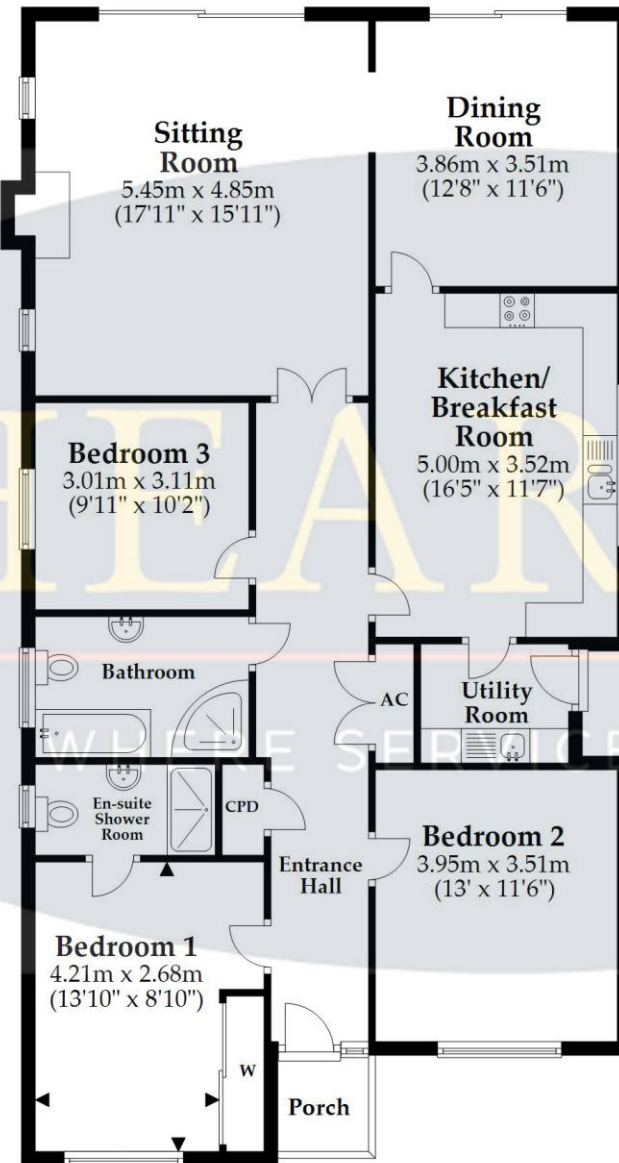 Sitting
Room
5.45m x 4.85m
(17'11" x 15'11")
Dining
Room
3.86m x 3.51m
(12'8" x 11'6")
Kitchen/
Breakfast
Room
5.00m x 3.52m
(16'5" x 11'7")
Bedroom 3
3.01m x 3.11m
(9'11" x 10'2")
HEAR
Bathroom
AC
Utility
Room
WHERE SERVICE
En-suite
Shower
Room
CPD
Entrance
Hall
Bedroom 2
3.95m x 3.51m
(13' x 11'6")
Bedroom 1
4.21m x 2.68m
(13'10" x 8'10")
W
Porch